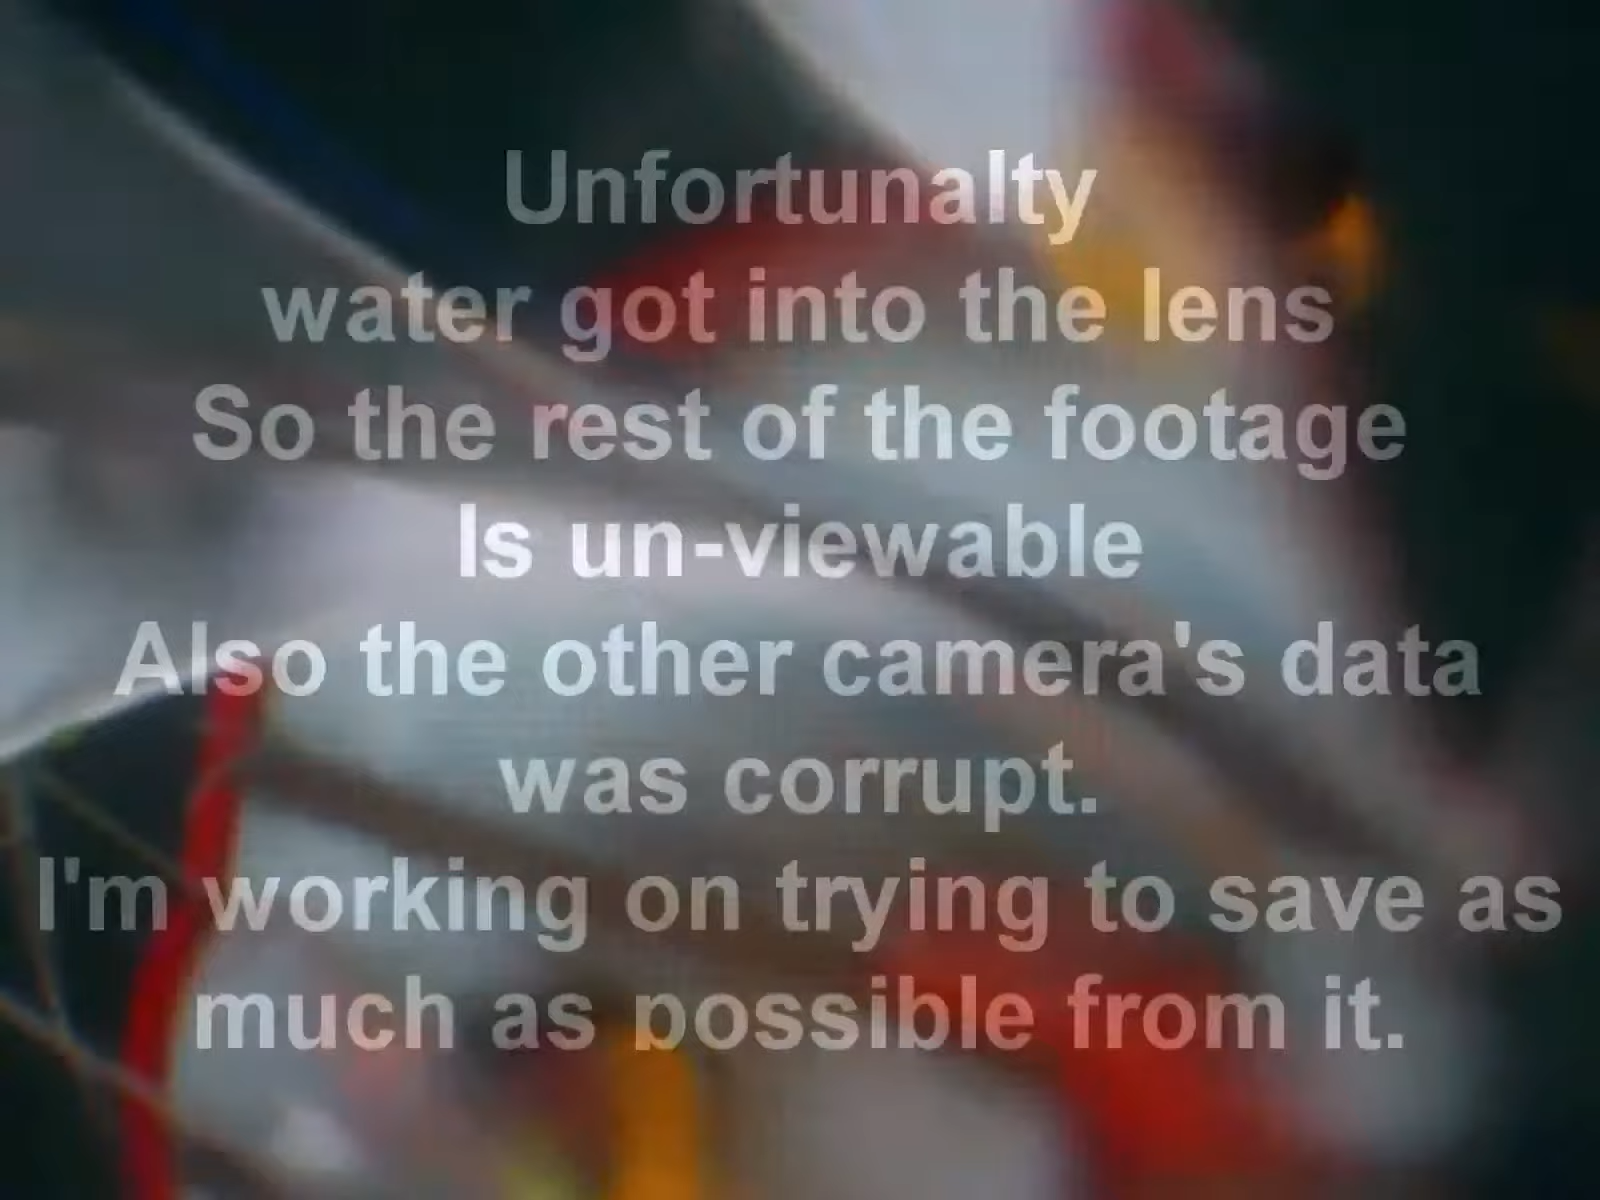 Unfortunalty
water got into the lens
So the rest of the footage
Is un-viewable
Also the other camera's data
was corrupt.
I'm working on trying to save as
much as possible from it.